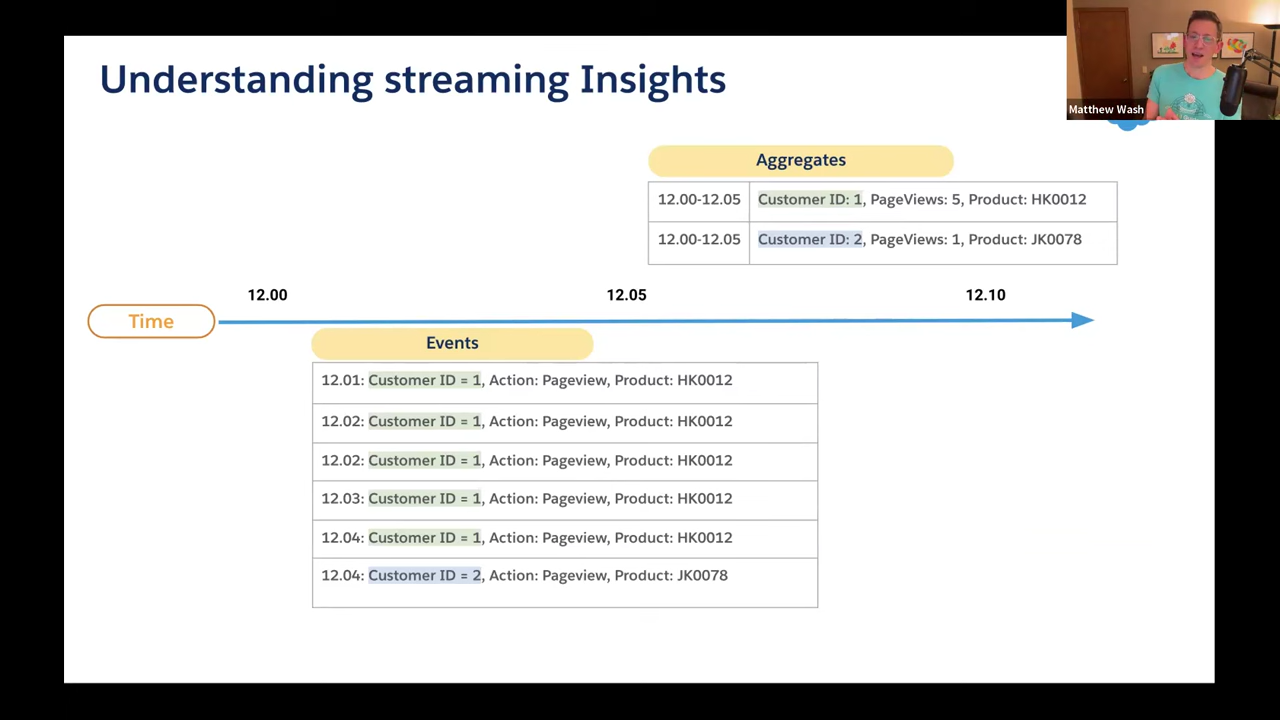 Understanding streaming Insights
Matthew Wash
Aggregates
12.00-12.05 Customer ID: 1, PageViews: 5, Product: HK0012
12.00-12.05 Customer ID: 2, PageViews: 1, Product: JK0078
12.00 12.05 12.10
Time
Events
12.01: Customer ID = 1, Action: Pageview, Product: HK0012
12.02: Customer ID = 1, Action: Pageview, Product: HK0012
12.02: Customer ID = 1, Action: Pageview, Product: HK0012
12.03: Customer ID = 1, Action: Pageview, Product: HK0012
12.04: Customer ID = 1, Action: Pageview, Product: HK0012
12.04: Customer ID = 2, Action: Pageview, Product: JK0078